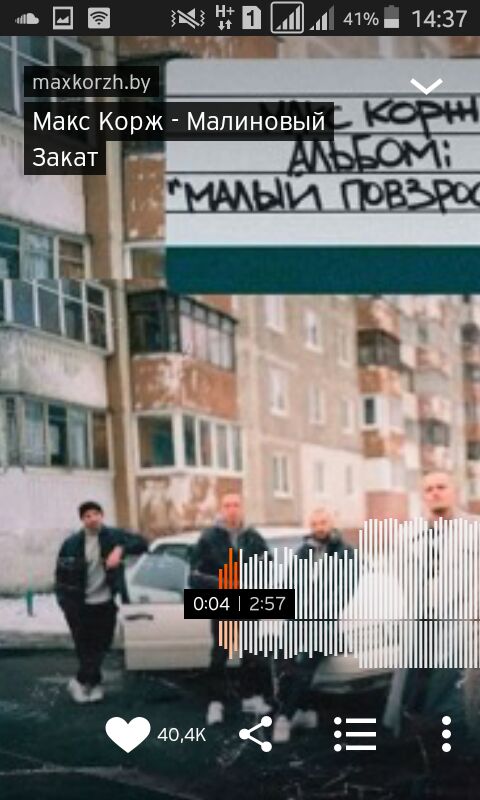 H+ 1 41% 14:37
maxkorzh.by
Макс Корж - Малиновый
Закат
МАКС КОРЖ
АЛЬБОМ:
"МАЛЫЙ ПОВЗРОС
0:04 | 2:57
40,4K